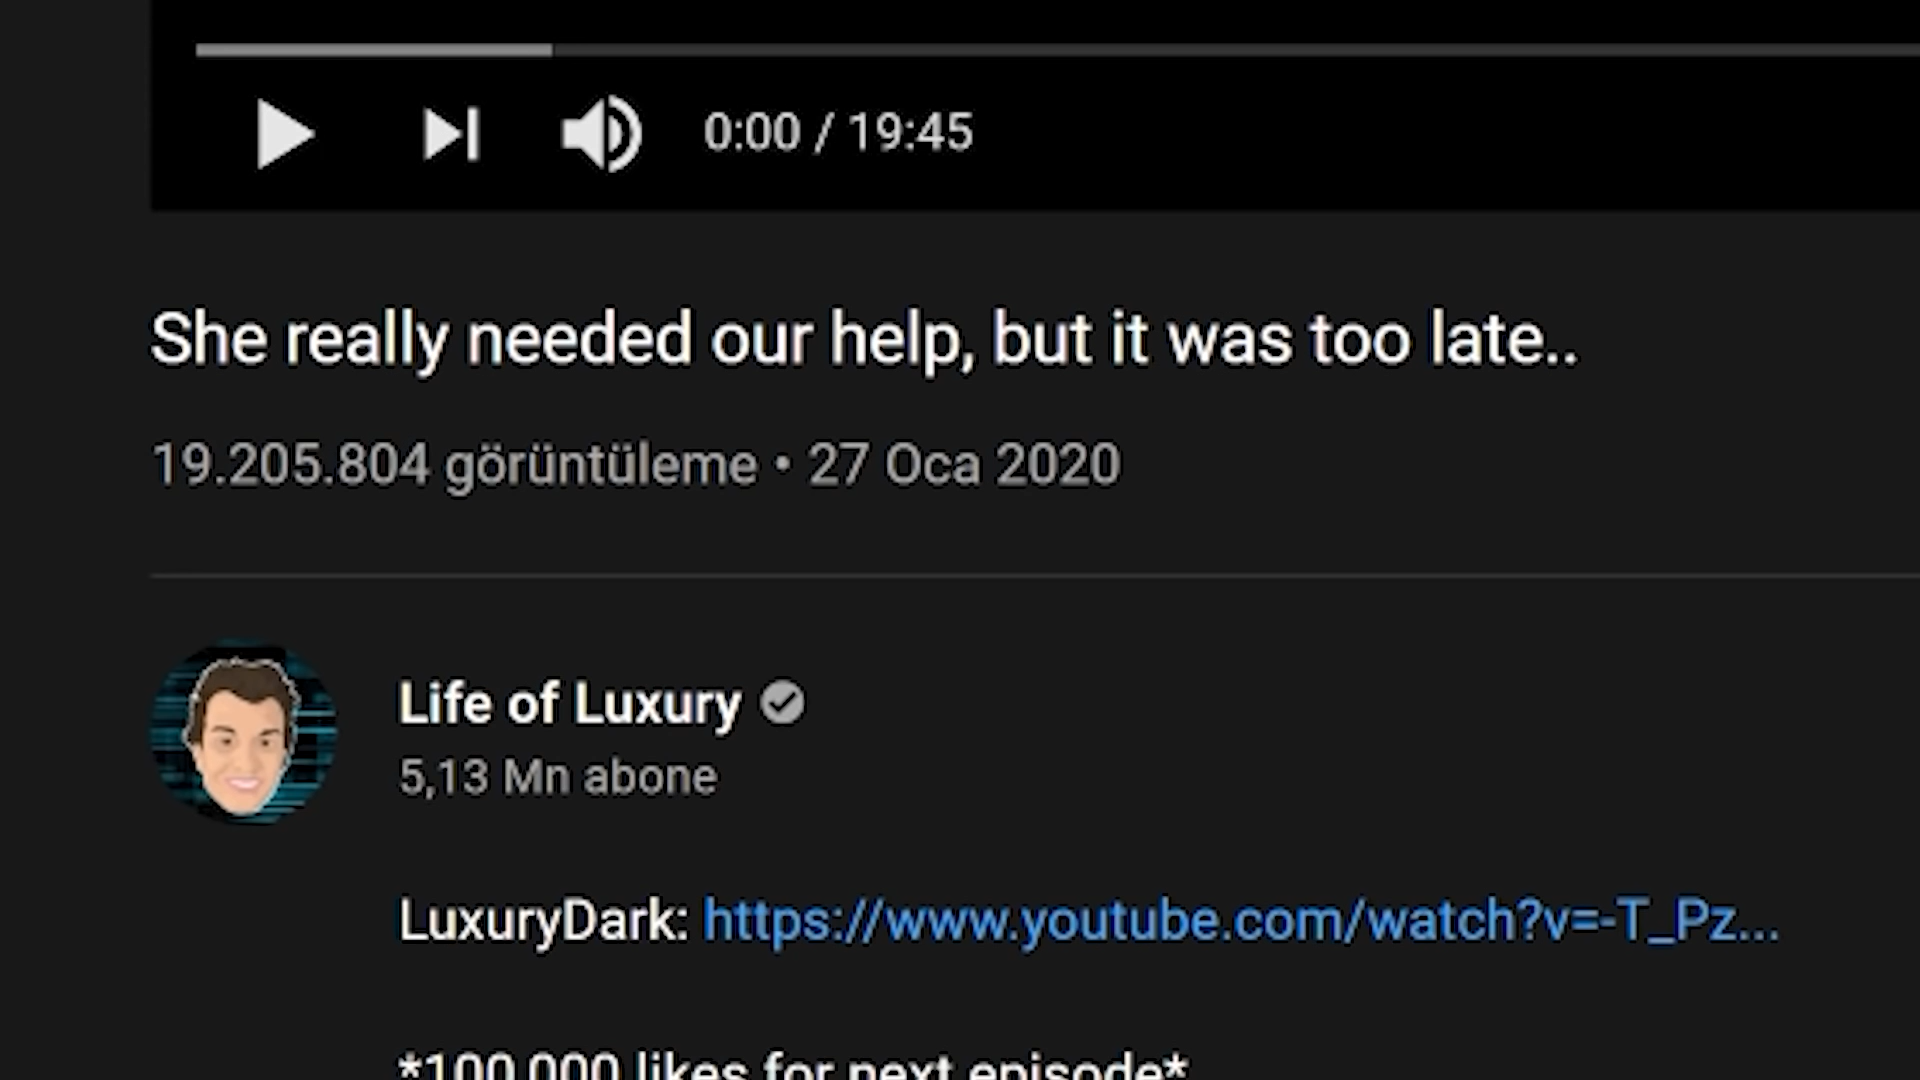 0:00 / 19:45
She really needed our help, but it was too late..
19.205.804 görüntüleme • 27 Oca 2020
Life of Luxury
5,13 Mn abone
LuxuryDark: https://www.youtube.com/watch?v=-T_Pz...
*100,000 likes for next episode*